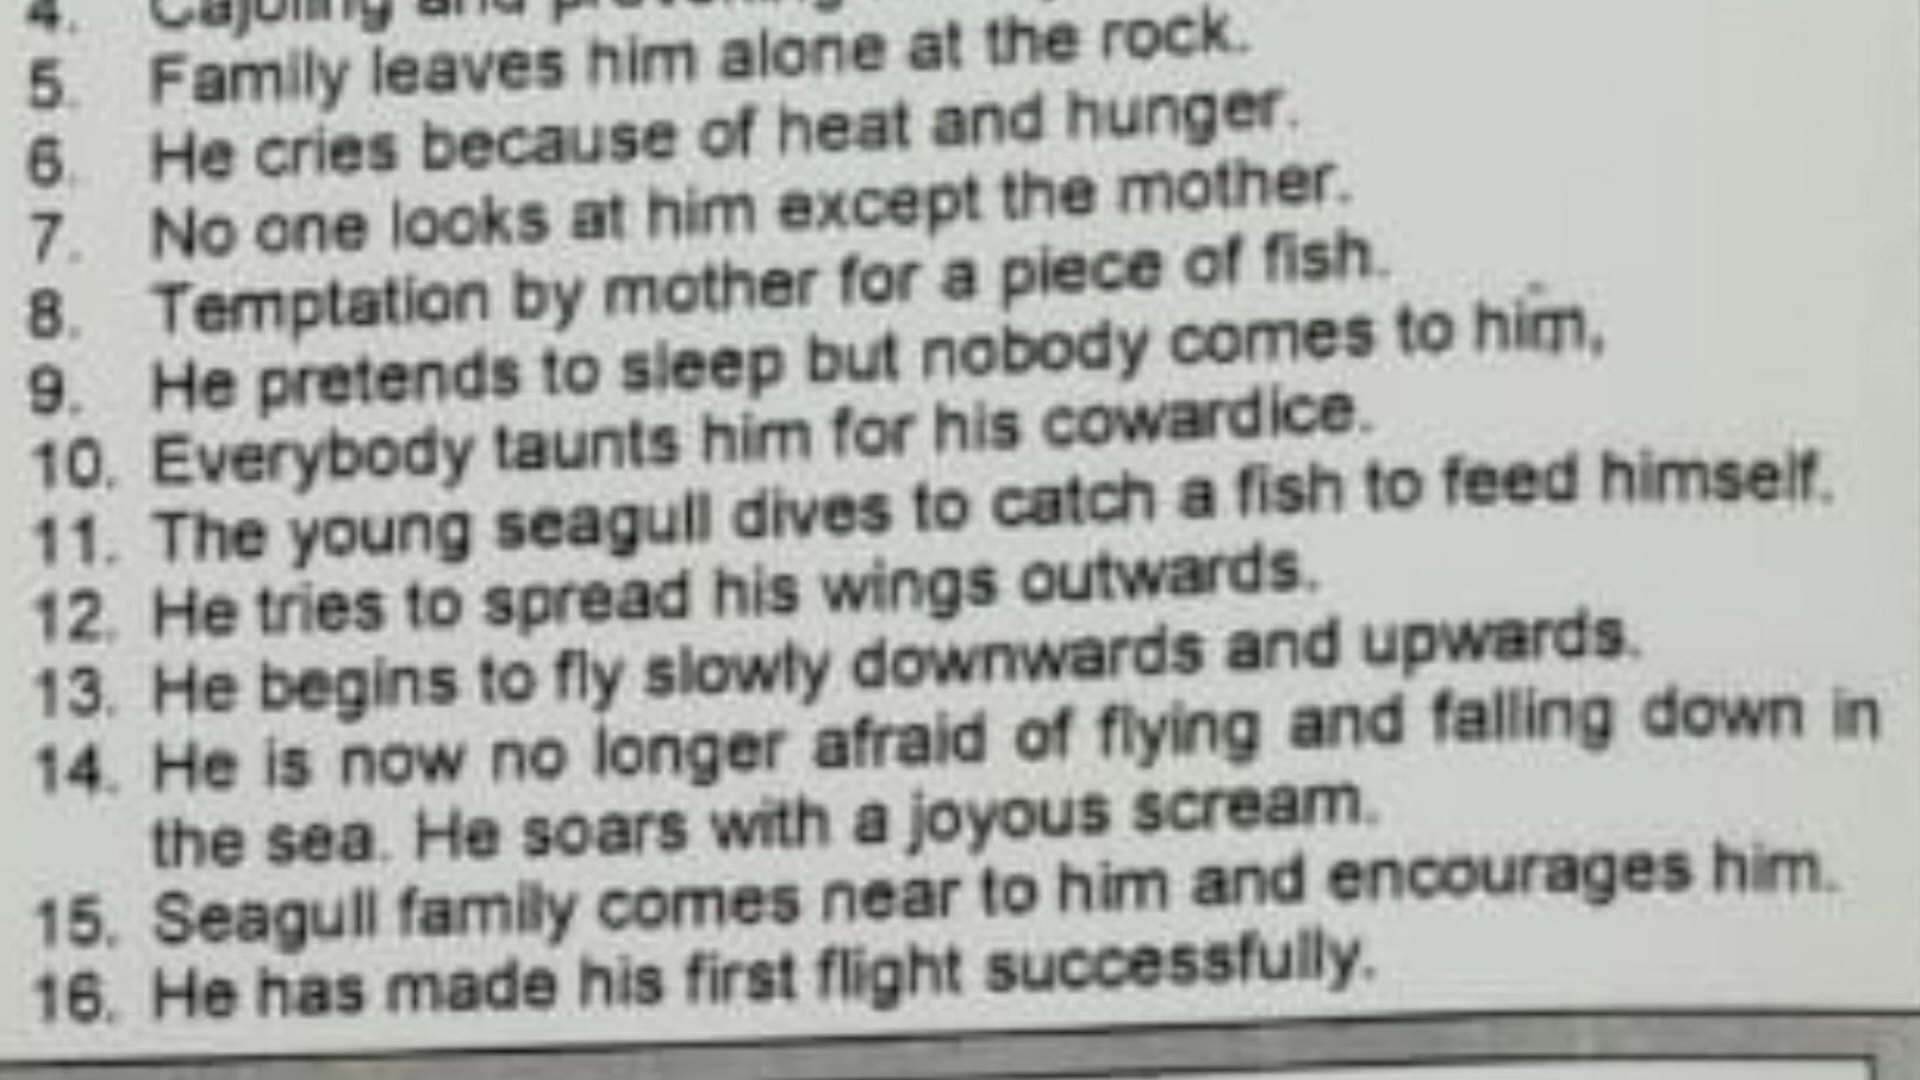 4. Cajoling and
5. Family leaves him alone at the rock.
6. He cries because of heat and hunger.
7. No one looks at him except the mother.
8. Temptation by mother for a piece of fish.
9. He pretends to sleep but nobody comes to him,
10. Everybody taunts him for his cowardice.
11. The young seagull dives to catch a fish to feed himself.
12. He tries to spread his wings outwards.
13. He begins to fly slowly downwards and upwards.
14. He is now no longer afraid of flying and falling down in
the sea. He soars with a joyous scream.
15. Seagull family comes near to him and encourages him.
16. He has made his first flight successfully.